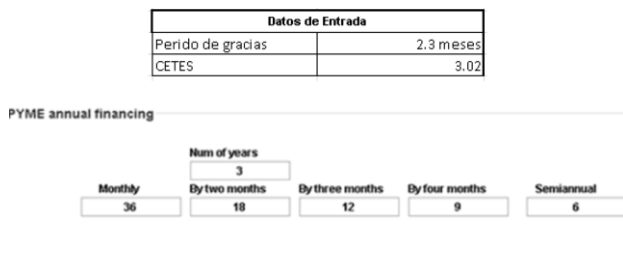 Datos de Entrada
Perido de gracias 2.3 meses
CETES 3.02
PYME annual financing
Num of years
3
Monthly By two months By three months By four months Semiannual
36 18 12 9 6